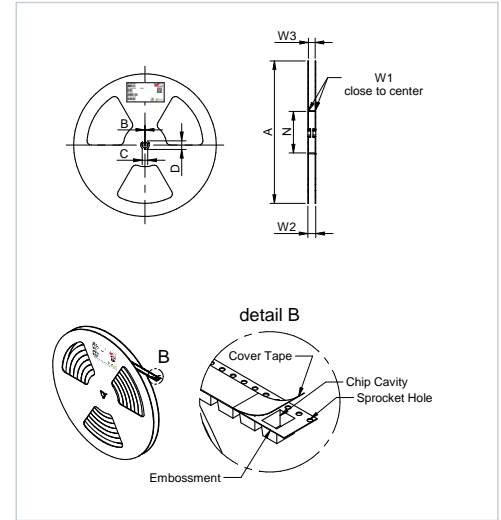 W3
W1
close to center
B
A
N
C
D
W2
detail B
B
Cover Tape
Chip Cavity
Sprocket Hole
Embossment